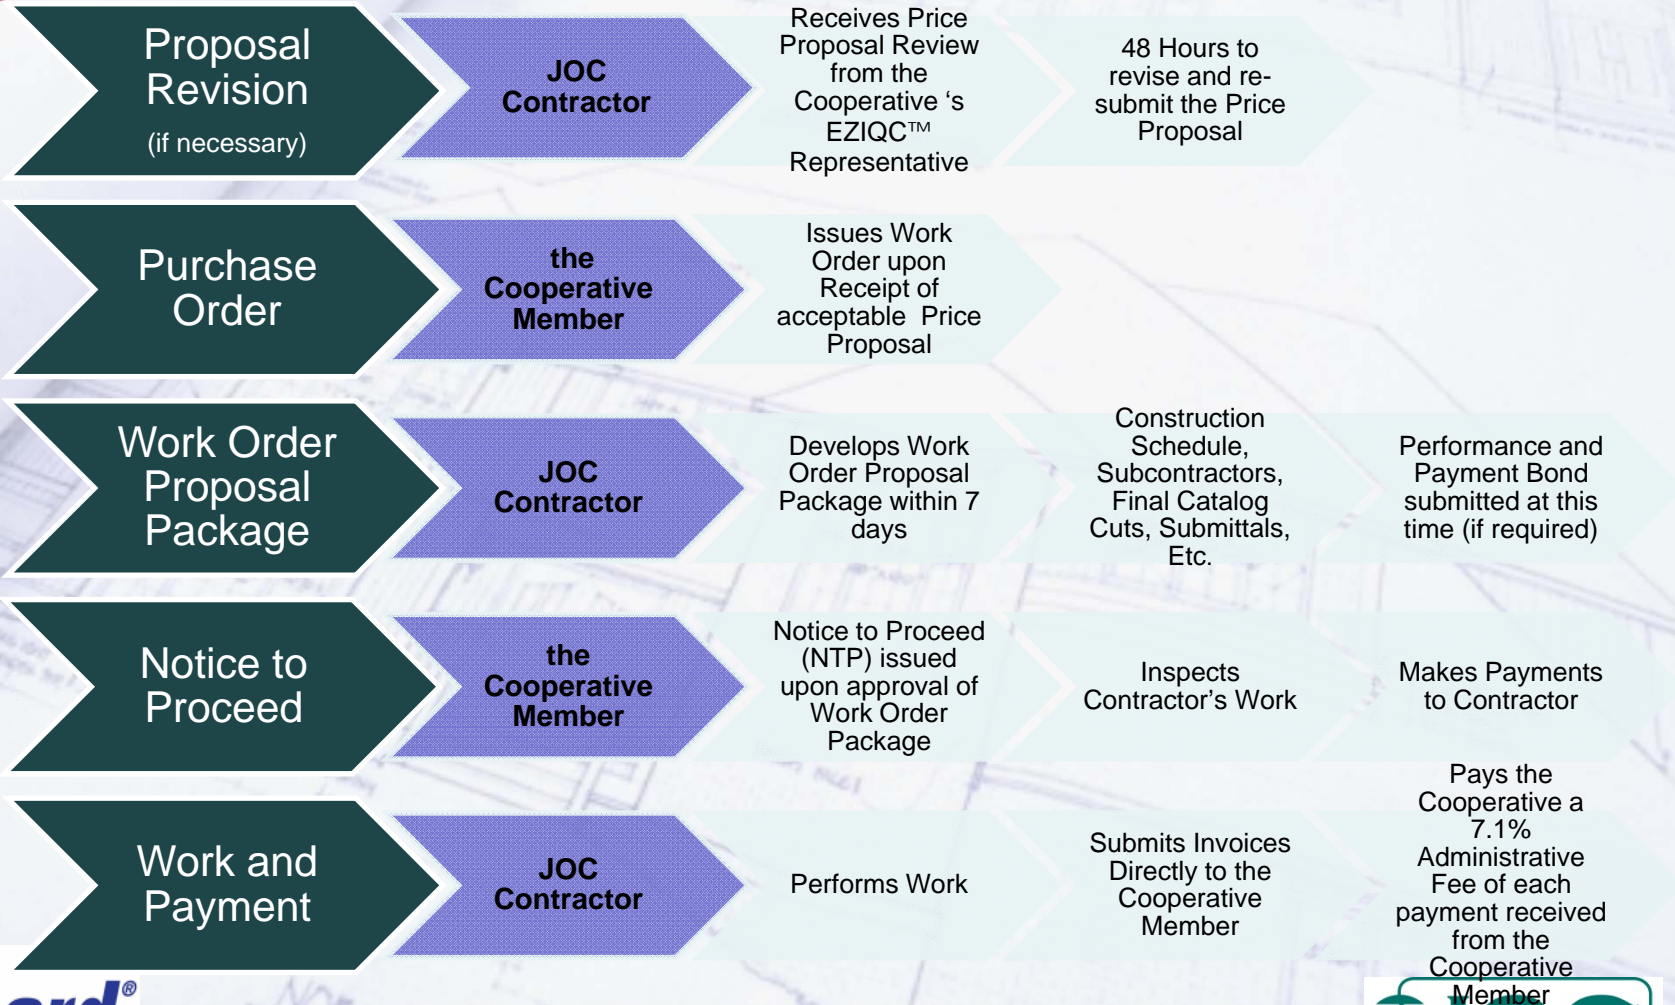 Proposal
Revision
(if necessary)
JOC
Contractor
Receives Price
Proposal Review
from the
Cooperative ‘s
EZIQC™
Representative
48 Hours to
revise and re-
submit the Price
Proposal
Purchase
Order
the
Cooperative
Member
Issues Work
Order upon
Receipt of
acceptable Price
Proposal
Work Order
Proposal
Package
JOC
Contractor
Develops Work
Order Proposal
Package within 7
days
Construction
Schedule,
Subcontractors,
Final Catalog
Cuts, Submittals,
Etc.
Performance and
Payment Bond
submitted at this
time (if required)
Notice to
Proceed
the
Cooperative
Member
Notice to Proceed
(NTP) issued
upon approval of
Work Order
Package
Inspects
Contractor’s Work
Makes Payments
to Contractor
Work and
Payment
JOC
Contractor
Performs Work
Submits Invoices
Directly to the
Cooperative
Member
Pays the
Cooperative a
7.1%
Administrative
Fee of each
payment received
from the
Cooperative
Member